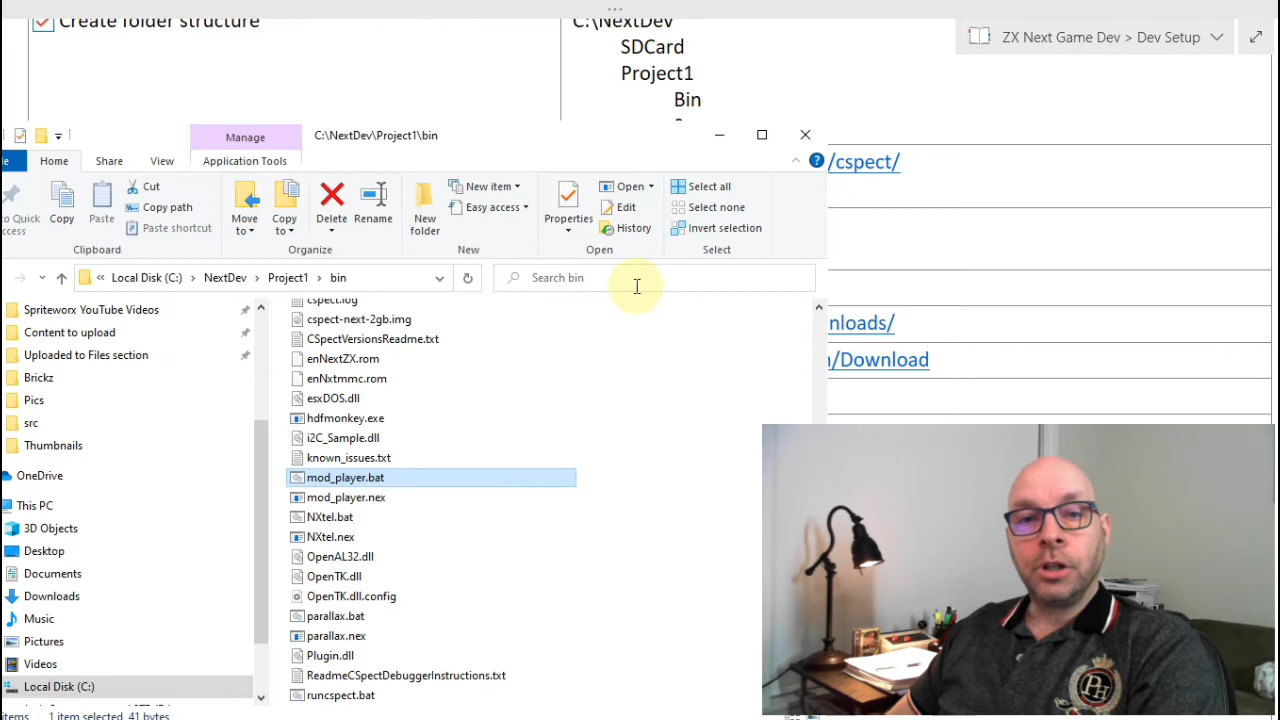 Create folder structure
C:\NextDev
SDCard
Project1
Bin
ZX Next Game Dev > Dev Setup
Manage
C:\NextDev\Project1\bin
Home
Share
View
Application Tools
/cspect/
Copy
Paste
Cut
Copy path
Paste shortcut
Move to
Copy to
Delete
Rename
New folder
New item
Easy access
Properties
Open
Edit
History
Select all
Select none
Invert selection
Clipboard
Organize
New
Open
Select
Local Disk (C:) > NextDev > Project1 > bin
Search bin
Spriteworx YouTube Videos
Content to upload
Uploaded to Files section
Brickz
Pics
src
Thumbnails
OneDrive
This PC
3D Objects
Desktop
Documents
Downloads
Music
Pictures
Videos
Local Disk (C:)
cspect.log
cspect-next-2gb.img
CSpectVersionsReadme.txt
enNextZX.rom
enNxtmmc.rom
esxDOS.dll
hdfmonkey.exe
i2C_Sample.dll
known_issues.txt
mod_player.bat
mod_player.nex
NXtel.bat
NXtel.nex
OpenAL32.dll
OpenTK.dll
OpenTK.dll.config
parallax.bat
parallax.nex
Plugin.dll
ReadmeCSpectDebuggerInstructions.txt
runcspect.bat
nloads/
/Download
items
1 item selected, 41 bytes
PH